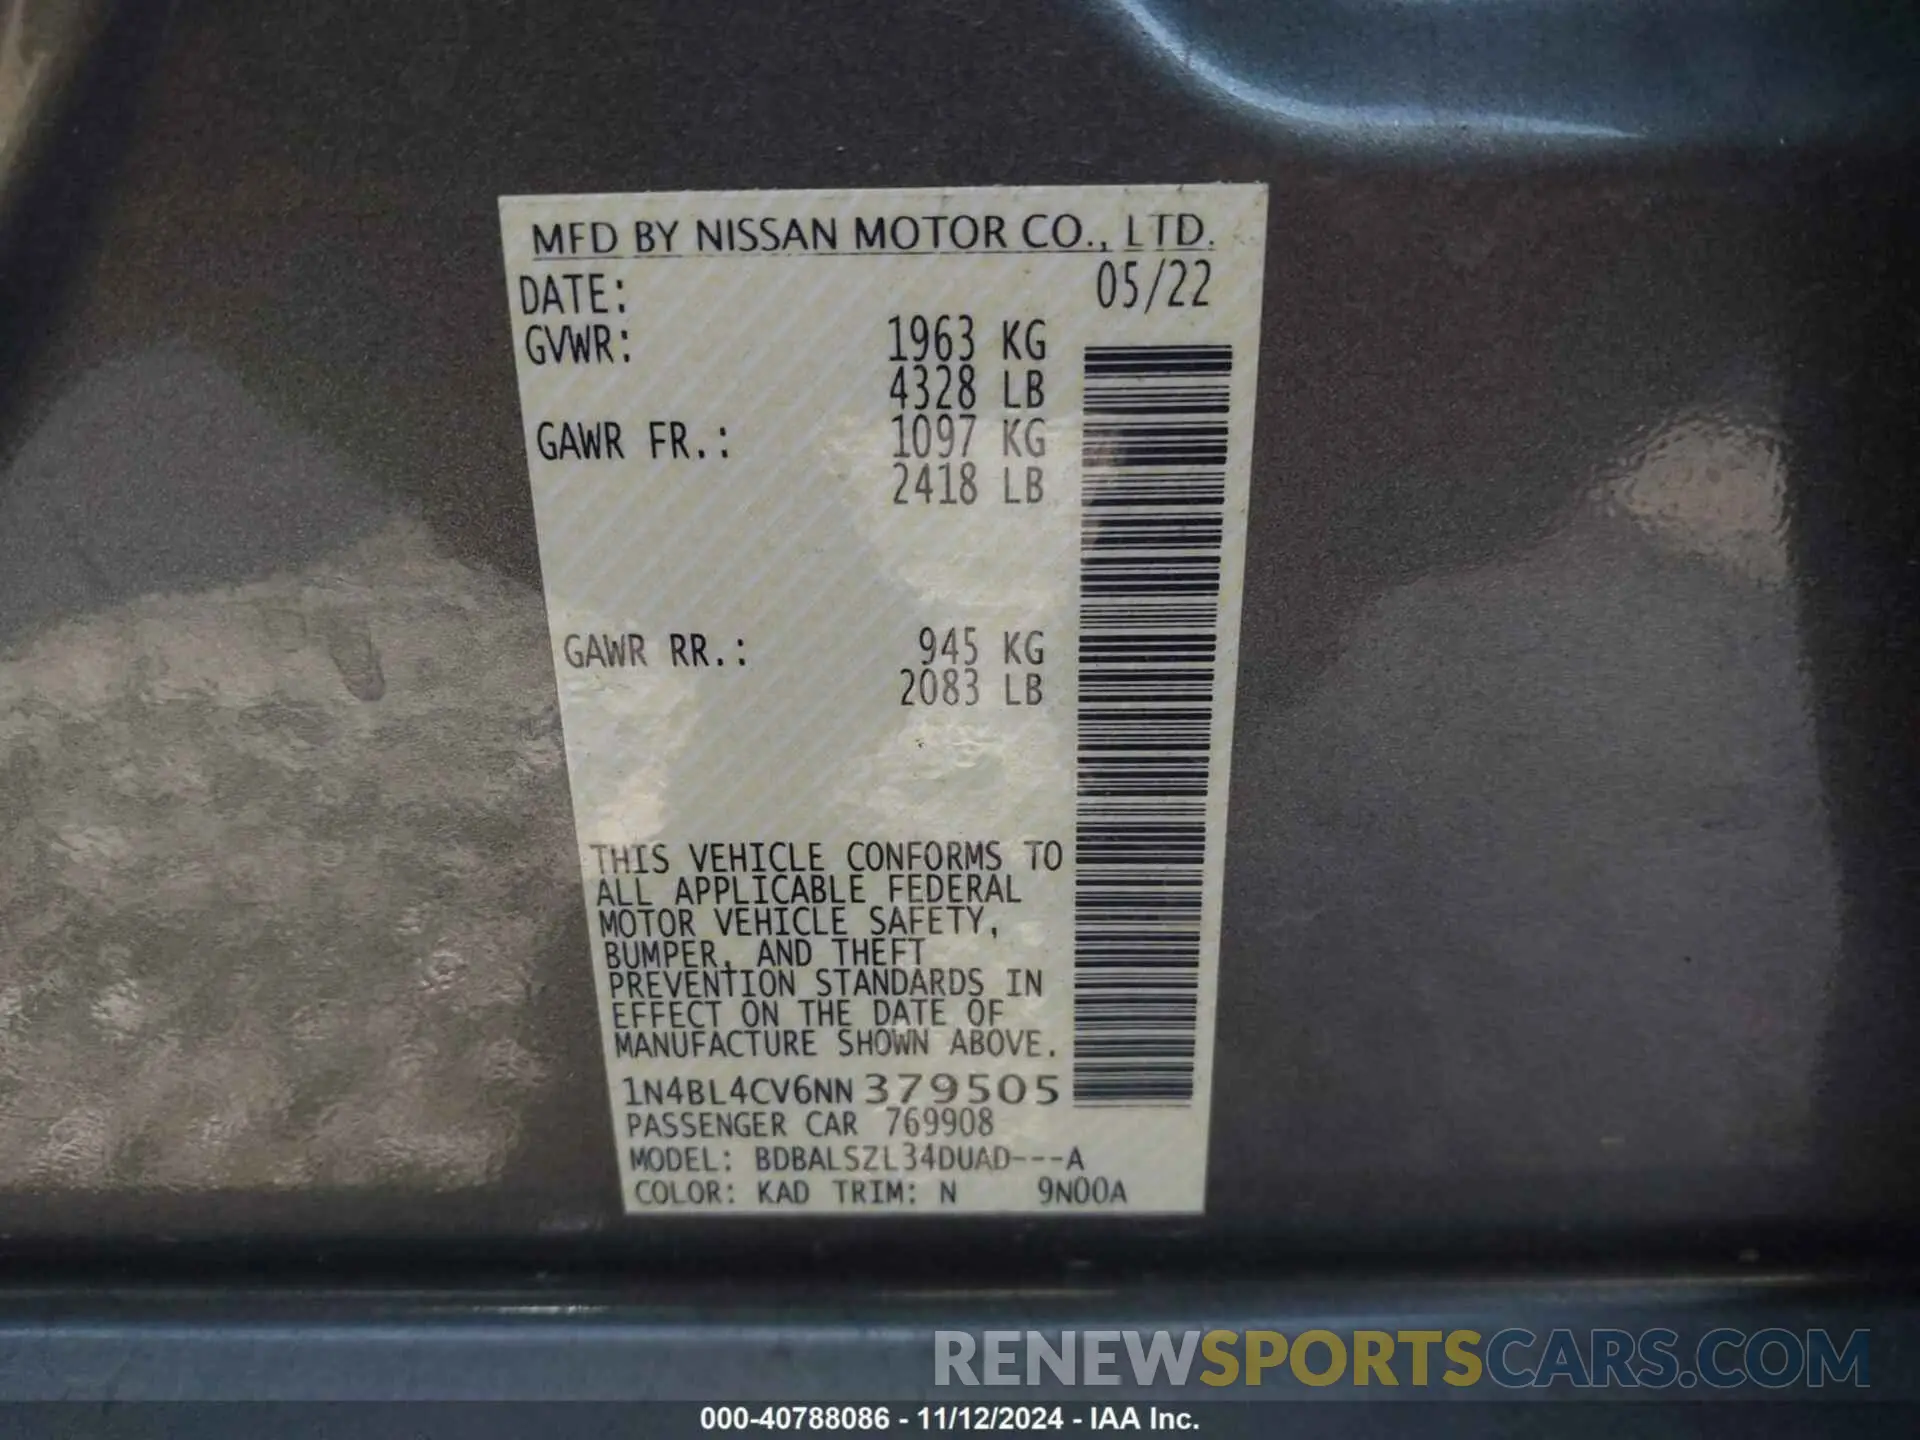 MFD BY NISSAN MOTOR CO., LTD.
DATE: 05/22
GVWR: 1963 KG
4328 LB
GAWR FR.: 1097 KG
2418 LB
GAWR RR.: 945 KG
2083 LB
THIS VEHICLE CONFORMS TO
ALL APPLICABLE FEDERAL
MOTOR VEHICLE SAFETY,
BUMPER, AND THEFT
PREVENTION STANDARDS IN
EFFECT ON THE DATE OF
MANUFACTURE SHOWN ABOVE.
1N4BL4CV6NN379505
PASSENGER CAR 769908
MODEL: BDBALSZL34DUAD---A
COLOR: KAD TRIM: N 9N00A
RENEWSPORTSCARS.COM
000-40788086 - 11/12/2024 - IAA Inc.